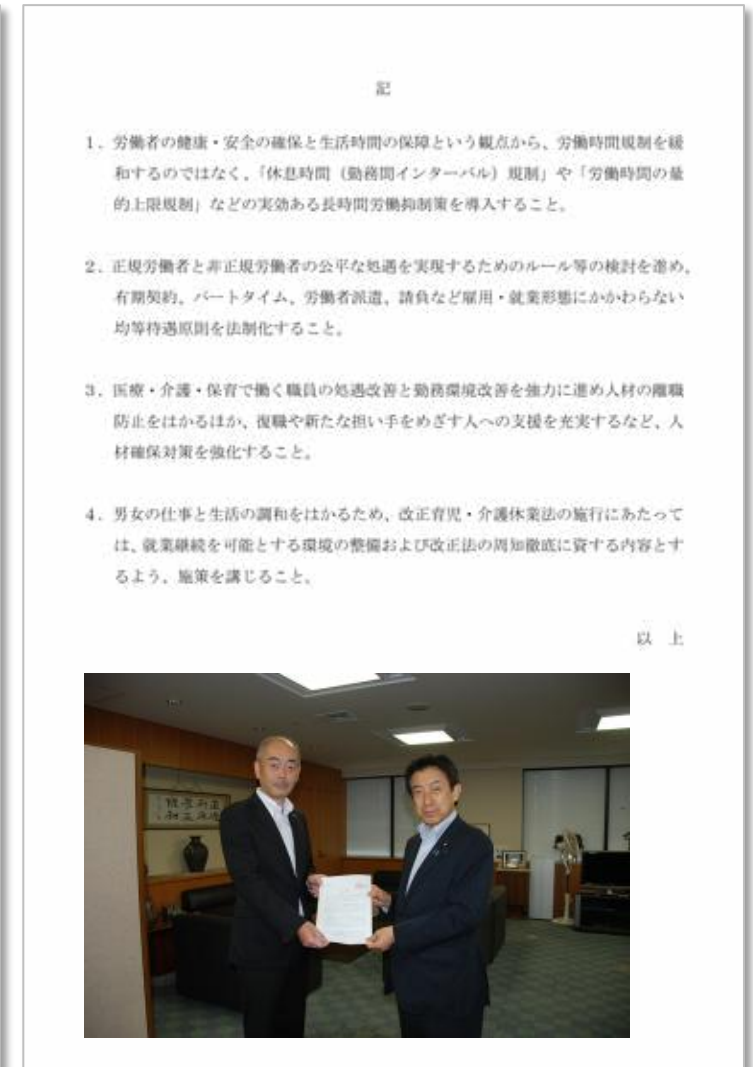 記
1．労働者の健康・安全の確保と生活時間の保障という観点から、労働時間規制を緩
和するのではなく、「休息時間（勤務間インターバル）規制」や「労働時間の量
的上限規制」などの実効ある長時間労働抑制策を導入すること。
2．正規労働者と非正規労働者の公平な処遇を実現するためのルール等の検討を進め、
有期契約、パートタイム、労働者派遣、請負など雇用・就業形態にかかわらない
均等待遇原則を法制化すること。
3．医療・介護・保育で働く職員の処遇改善と勤務環境改善を強力に進め人材の離職
防止をはかるほか、復職や新たな担い手をめざす人への支援を充実するなど、人
材確保対策を強化すること。
4．男女の仕事と生活の調和をはかるため、改正育児・介護休業法の施行にあたって
は、就業継続を可能とする環境の整備および改正法の周知徹底に資する内容とす
るよう、施策を講じること。
以　上